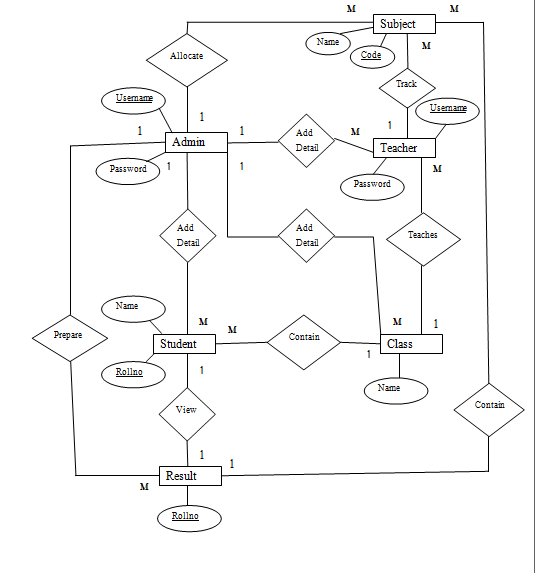 M
M
Subject
Name
Code
M
Allocate
Track
Username
Username
1
1
1
1
M
Add
Detail
Admin
Teacher
Password
1
1
M
Password
Add
Detail
Add
Detail
Teaches
Name
M
M
M
1
Prepare
Contain
Student
Class
1
Rollno
1
Name
View
Contain
1
1
Result
M
Rollno